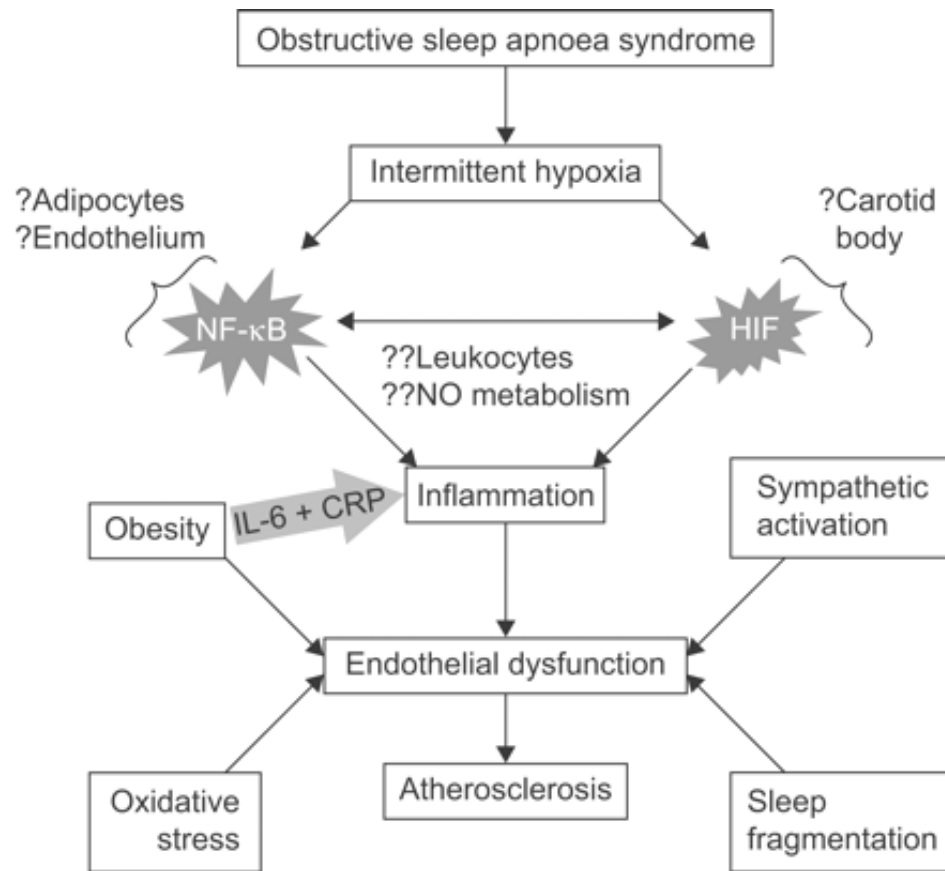 Obstructive sleep apnoea syndrome
Intermittent hypoxia
?Adipocytes
?Endothelium
?Carotid
body
NF-κB
HIF
??Leukocytes
??NO metabolism
Inflammation
IL-6 + CRP
Obesity
Sympathetic
activation
Endothelial dysfunction
Atherosclerosis
Oxidative
stress
Sleep
fragmentation